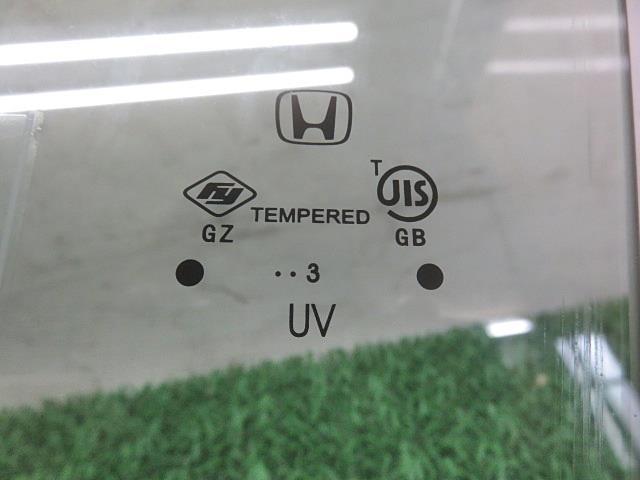 T JIS
TEMPERED
GZ GB
..3
UV